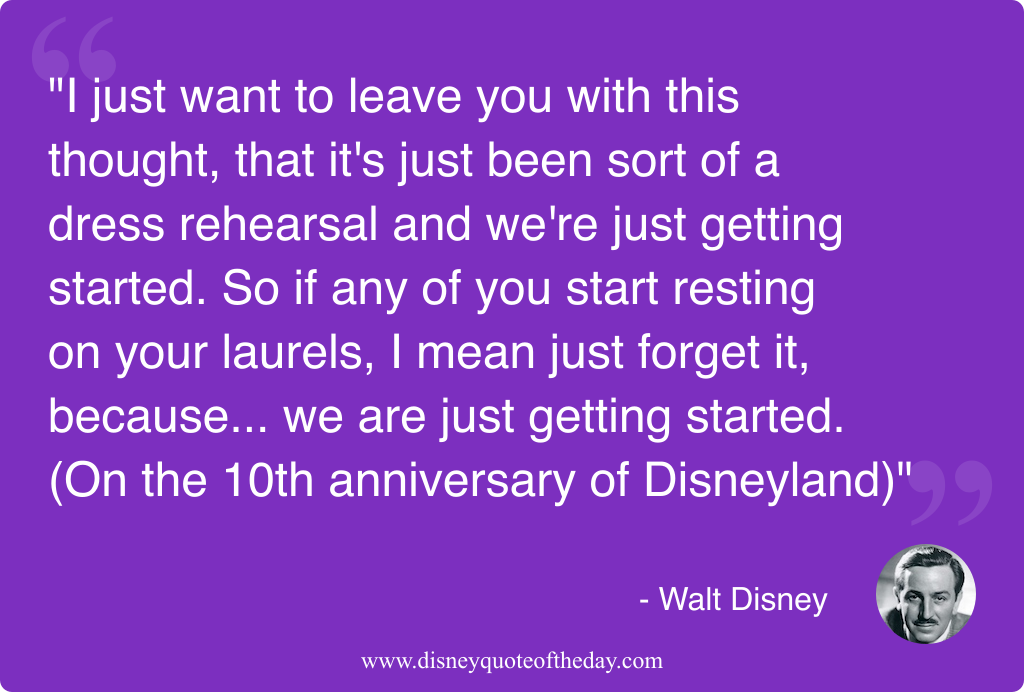 "I just want to leave you with this
thought, that it's just been sort of a
dress rehearsal and we're just getting
started. So if any of you start resting
on your laurels, I mean just forget it,
because... we are just getting started.
(On the 10th anniversary of Disneyland)"
- Walt Disney
www.disneyquoteoftheday.com